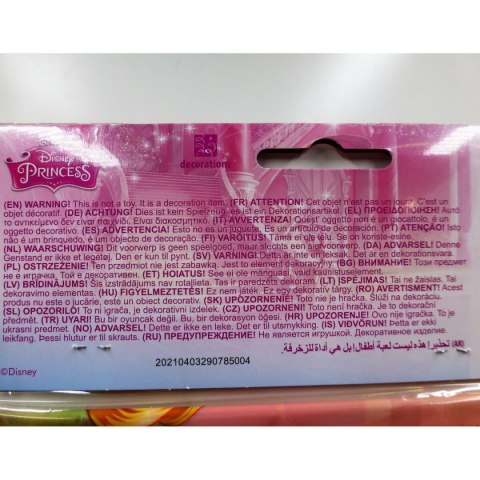 Disney
PRINCESS
decorations
(EN) WARNING! This is not a toy. It is a decoration item. (FR) ATTENTION! Cet objet n'est pas un jouet. C'est un
objet décoratif. (DE) ACHTUNG! Dies ist kein Spielzeug, es ist ein Dekorationsartikel. (EL) ΠΡΟΕΙΔΟΠΟΙΗΣΗ! Αυτό
το αντικείμενο δεν είναι παιχνίδι. Είναι διακοσμητικό. (IT) AVVERTENZA! Quest' oggetto non è un giocattolo, è un
oggetto decorativo. (ES) ADVERTENCIA! Esto no es un juguete. Es un artículo de decoración. (PT) ATENÇÃO! Isto
não é um brinquedo, é um objecto de decoração. (FI) VAROITUS! Tämä ei ole lelu. Se on koriste-esine.
(NL) WAARSCHUWING! Dit voorwerp is geen speelgoed, maar slechts een sfeervoorwerp. (DA) ADVARSEL! Denne
Genstand er ikke et legetøj. Den er kun til pynt. (SV) VARNING! Detta är inte en leksak. Det är en dekorationsvara.
(PL) OSTRZEŻENIE! Ten przedmiot nie jest zabawką. Jest to element dekoracyjny. (BG) ВНИМАНИЕ! Този предмет
не е играчка, а декоративен артикул. (ET) HOIATUS! See ei ole mänguasi, vaid kaunistuselement.
(LV) BRĪDINĀJUMS! Šis izstrādājums nav rotaļlieta. Tas ir paredzēts dekoram. (LT) ĮSPĖJIMAS! Tai ne žaislas. Tai
dekoravimo elementas. (HU) FIGYELMEZTETÉS! Ez nem játék. Ez egy dekorációs tárgy. (RO) AVERTISMENT! Acest
produs nu este o jucărie, este un obiect decorativ. (SK) UPOZORNENIE! Toto nie je hračka. Slúži na dekoráciu.
(SL) OPOZORILO! To ni igrača, je dekorativni izdelek. (CZ) UPOZORNENÍ! Toto není hračka. Je to dekorační
předmět. (TR) UYARI! Bu bir oyuncak değil. Bu, bir dekorasyon öğesi. (HR) UPOZORENJE! Ovo nije igračka. To je
ukrasni predmet. (NO) ADVARSEL! Dette er ikke en leke. Det er til utsmykning. (IS) VIÐVÖRUN! Þetta er ekki
leikfang. Þessi hlutur er til skrauts. (RU) ПРЕДУПРЕЖДЕНИЕ! Не является игрушкой. Декоративный элемент.
(AR) تحذير! هذه ليست لعبة أطفال! بل هي أداة للزخرفة.
20210403290785004
©Disney